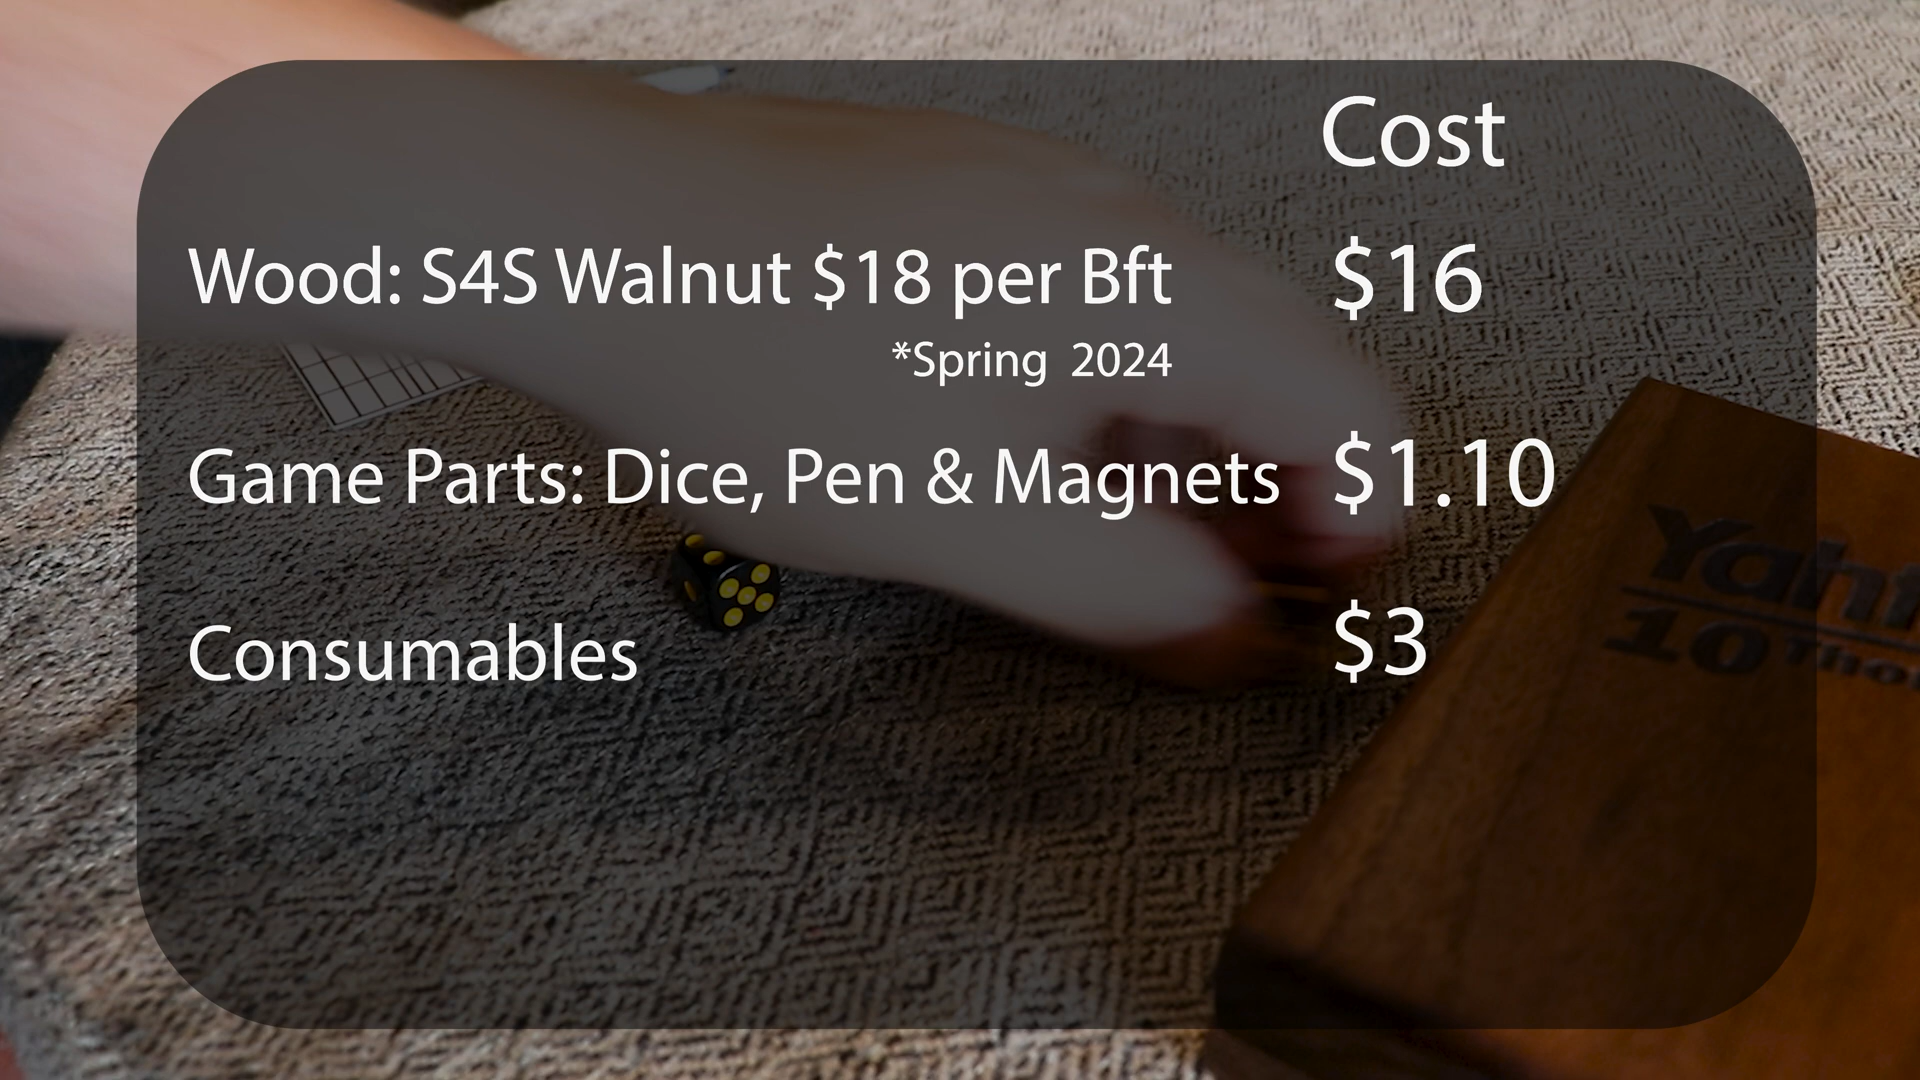 Cost
Wood: S4S Walnut $18 per Bft $16
*Spring 2024
Game Parts: Dice, Pen & Magnets $1.10
Consumables $3
10